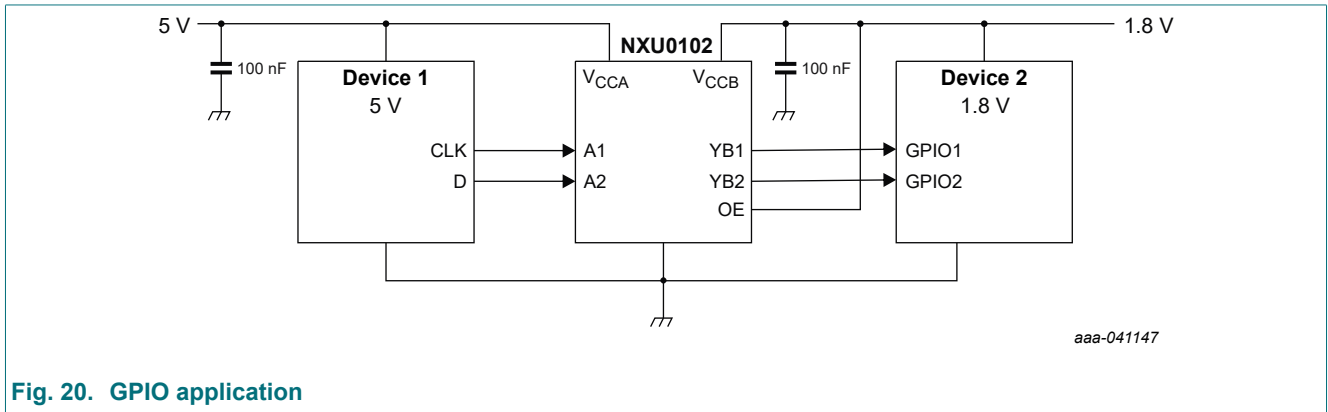 5 V
1.8 V
NXU0102
100 nF
100 nF
Device 1
5 V
VCCA
VCCB
Device 2
1.8 V
CLK
A1
YB1
GPIO1
D
A2
YB2
GPIO2
OE
aaa-041147
Fig. 20. GPIO application